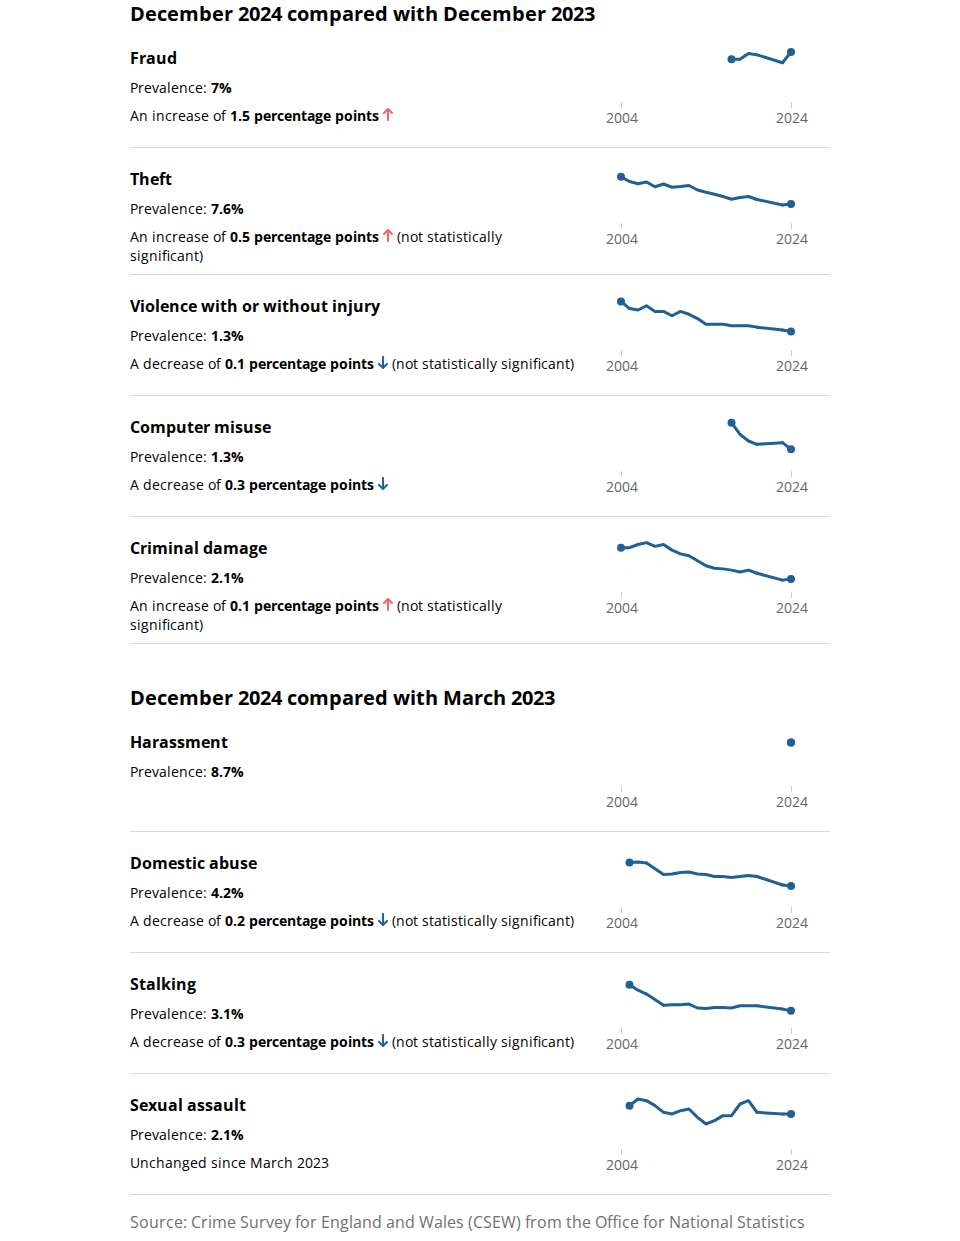 December 2024 compared with December 2023
Fraud
Prevalence: 7%
An increase of 1.5 percentage points ↑
2004 2024
Theft
Prevalence: 7.6%
An increase of 0.5 percentage points ↑ (not statistically
significant)
2004 2024
Violence with or without injury
Prevalence: 1.3%
A decrease of 0.1 percentage points ↓ (not statistically significant)
2004 2024
Computer misuse
Prevalence: 1.3%
A decrease of 0.3 percentage points ↓
2004 2024
Criminal damage
Prevalence: 2.1%
An increase of 0.1 percentage points ↑ (not statistically
significant)
2004 2024
December 2024 compared with March 2023
Harassment
Prevalence: 8.7%
2004 2024
Domestic abuse
Prevalence: 4.2%
A decrease of 0.2 percentage points ↓ (not statistically significant)
2004 2024
Stalking
Prevalence: 3.1%
A decrease of 0.3 percentage points ↓ (not statistically significant)
2004 2024
Sexual assault
Prevalence: 2.1%
Unchanged since March 2023
2004 2024
Source: Crime Survey for England and Wales (CSEW) from the Office for National Statistics